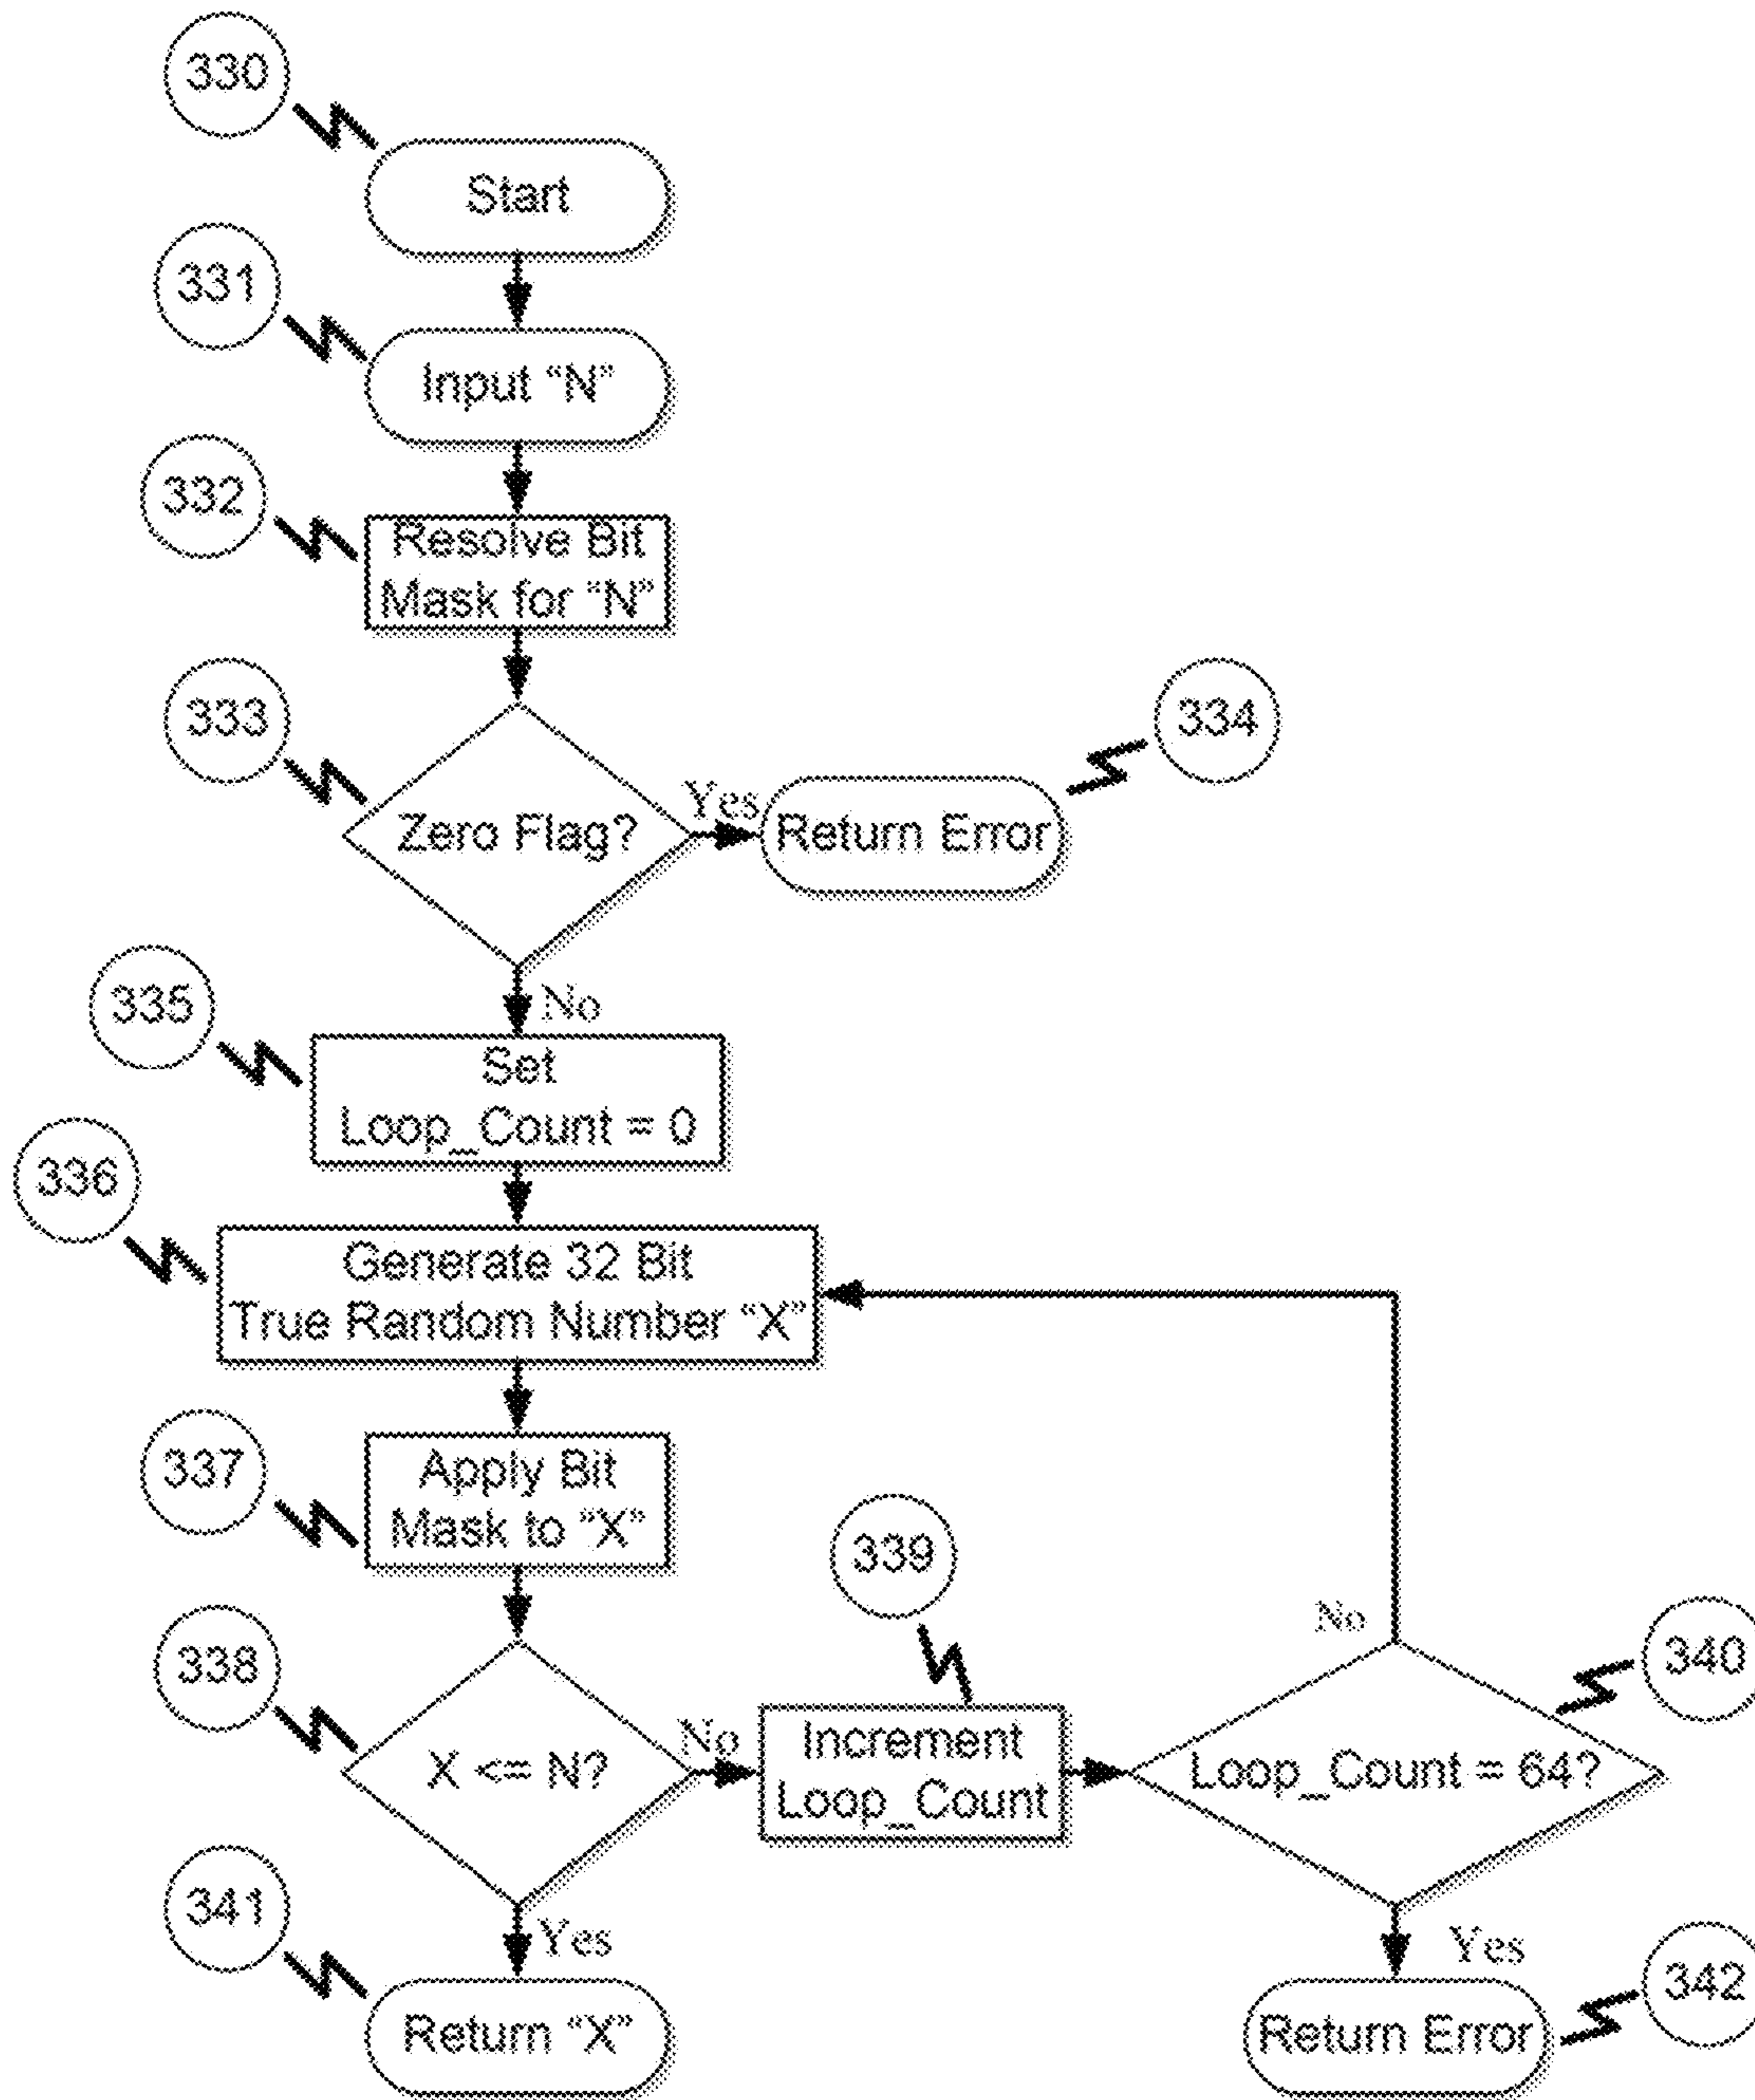 330
Start
331
Input “N”
332
Resolve Bit
Mask for “N”
333
Zero Flag?
Yes
Return Error
334
No
335
Set
Loop_Count = 0
336
Generate 32 Bit
True Random Number “X”
337
Apply Bit
Mask to “X”
338
X <= N?
No
339
Increment
Loop_Count
340
Loop_Count = 64?
No
Yes
341
Return “X”
Yes
342
Return Error